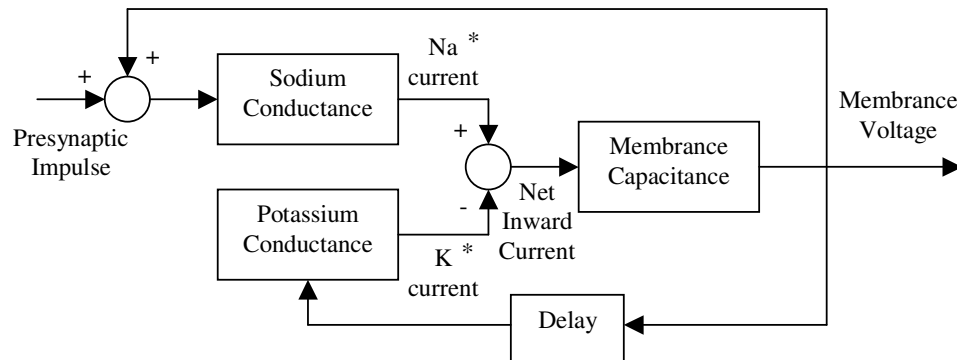 +
+
Presynaptic
Impulse
Sodium
Conductance
Na *
current
+
-
Potassium
Conductance
K *
current
Net
Inward
Current
Membrance
Capacitance
Membrance
Voltage
Delay